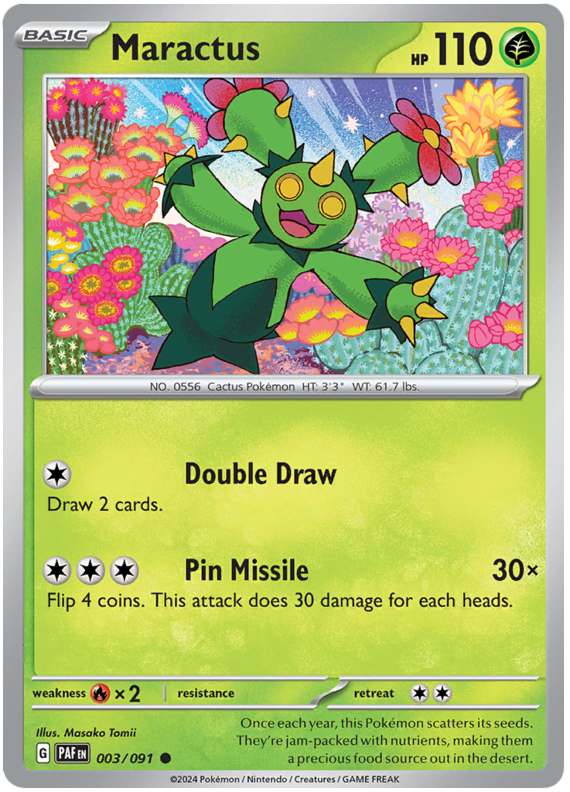 BASIC Maractus HP 110
NO. 0556 Cactus Pokémon HT: 3'3" WT: 61.7 lbs.
Double Draw
Draw 2 cards.
Pin Missile 30×
Flip 4 coins. This attack does 30 damage for each heads.
weakness ×2 resistance retreat
Illus. Masako Tomii
G PAF EN 003/091
Once each year, this Pokémon scatters its seeds.
They're jam-packed with nutrients, making them
a precious food source out in the desert.
©2024 Pokémon / Nintendo / Creatures / GAME FREAK